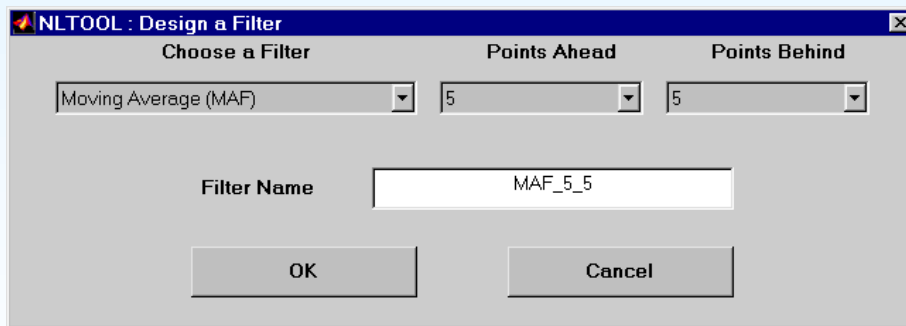 NLTOOL : Design a Filter
Choose a Filter Points Ahead Points Behind
Moving Average (MAF) 5 5
Filter Name MAF_5_5
OK Cancel